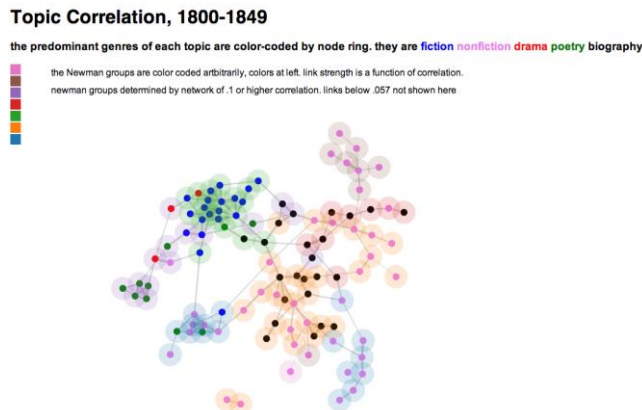 Topic Correlation, 1800-1849
the predominant genres of each topic are color-coded by node ring. they are fiction nonfiction drama poetry biography
the Newman groups are color coded artbitrarily, colors at left. link strength is a function of correlation.
newman groups determined by network of .1 or higher correlation. links below .057 not shown here